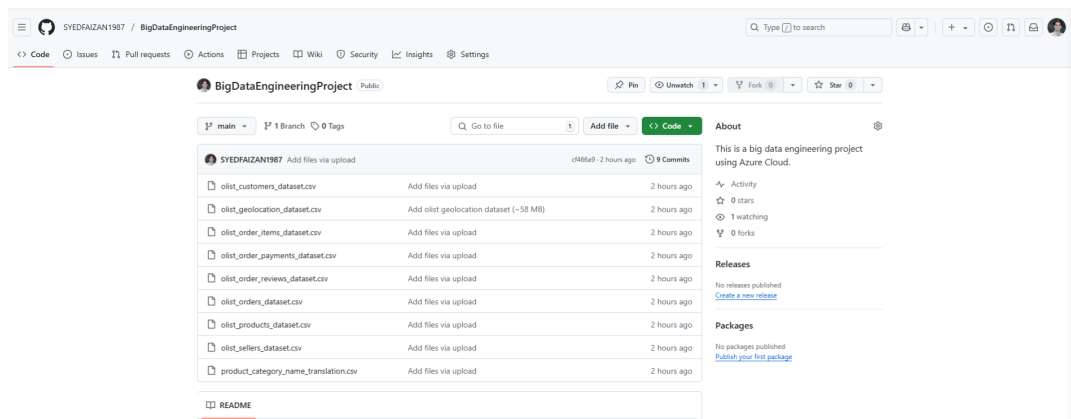 SYEDFAIZAN1987 / BigDataEngineeringProject
Type / to search
Code Issues Pull requests Actions Projects Wiki Security Insights Settings
BigDataEngineeringProject Public
Pin Unwatch 1 Fork 0 Star 0
main 1 Branch 0 Tags Go to file t Add file Code
SYEDFAIZAN1987 Add files via upload cf466a9 · 2 hours ago 9 Commits
olist_customers_dataset.csv Add files via upload 2 hours ago
olist_geolocation_dataset.csv Add olist geolocation dataset (~58 MB) 2 hours ago
olist_order_items_dataset.csv Add files via upload 2 hours ago
olist_order_payments_dataset.csv Add files via upload 2 hours ago
olist_order_reviews_dataset.csv Add files via upload 2 hours ago
olist_orders_dataset.csv Add files via upload 2 hours ago
olist_products_dataset.csv Add files via upload 2 hours ago
olist_sellers_dataset.csv Add files via upload 2 hours ago
product_category_name_translation.csv Add files via upload 2 hours ago
README
About
This is a big data engineering project
using Azure Cloud.
Activity
0 stars
1 watching
0 forks
Releases
No releases published
Create a new release
Packages
No packages published
Publish your first package